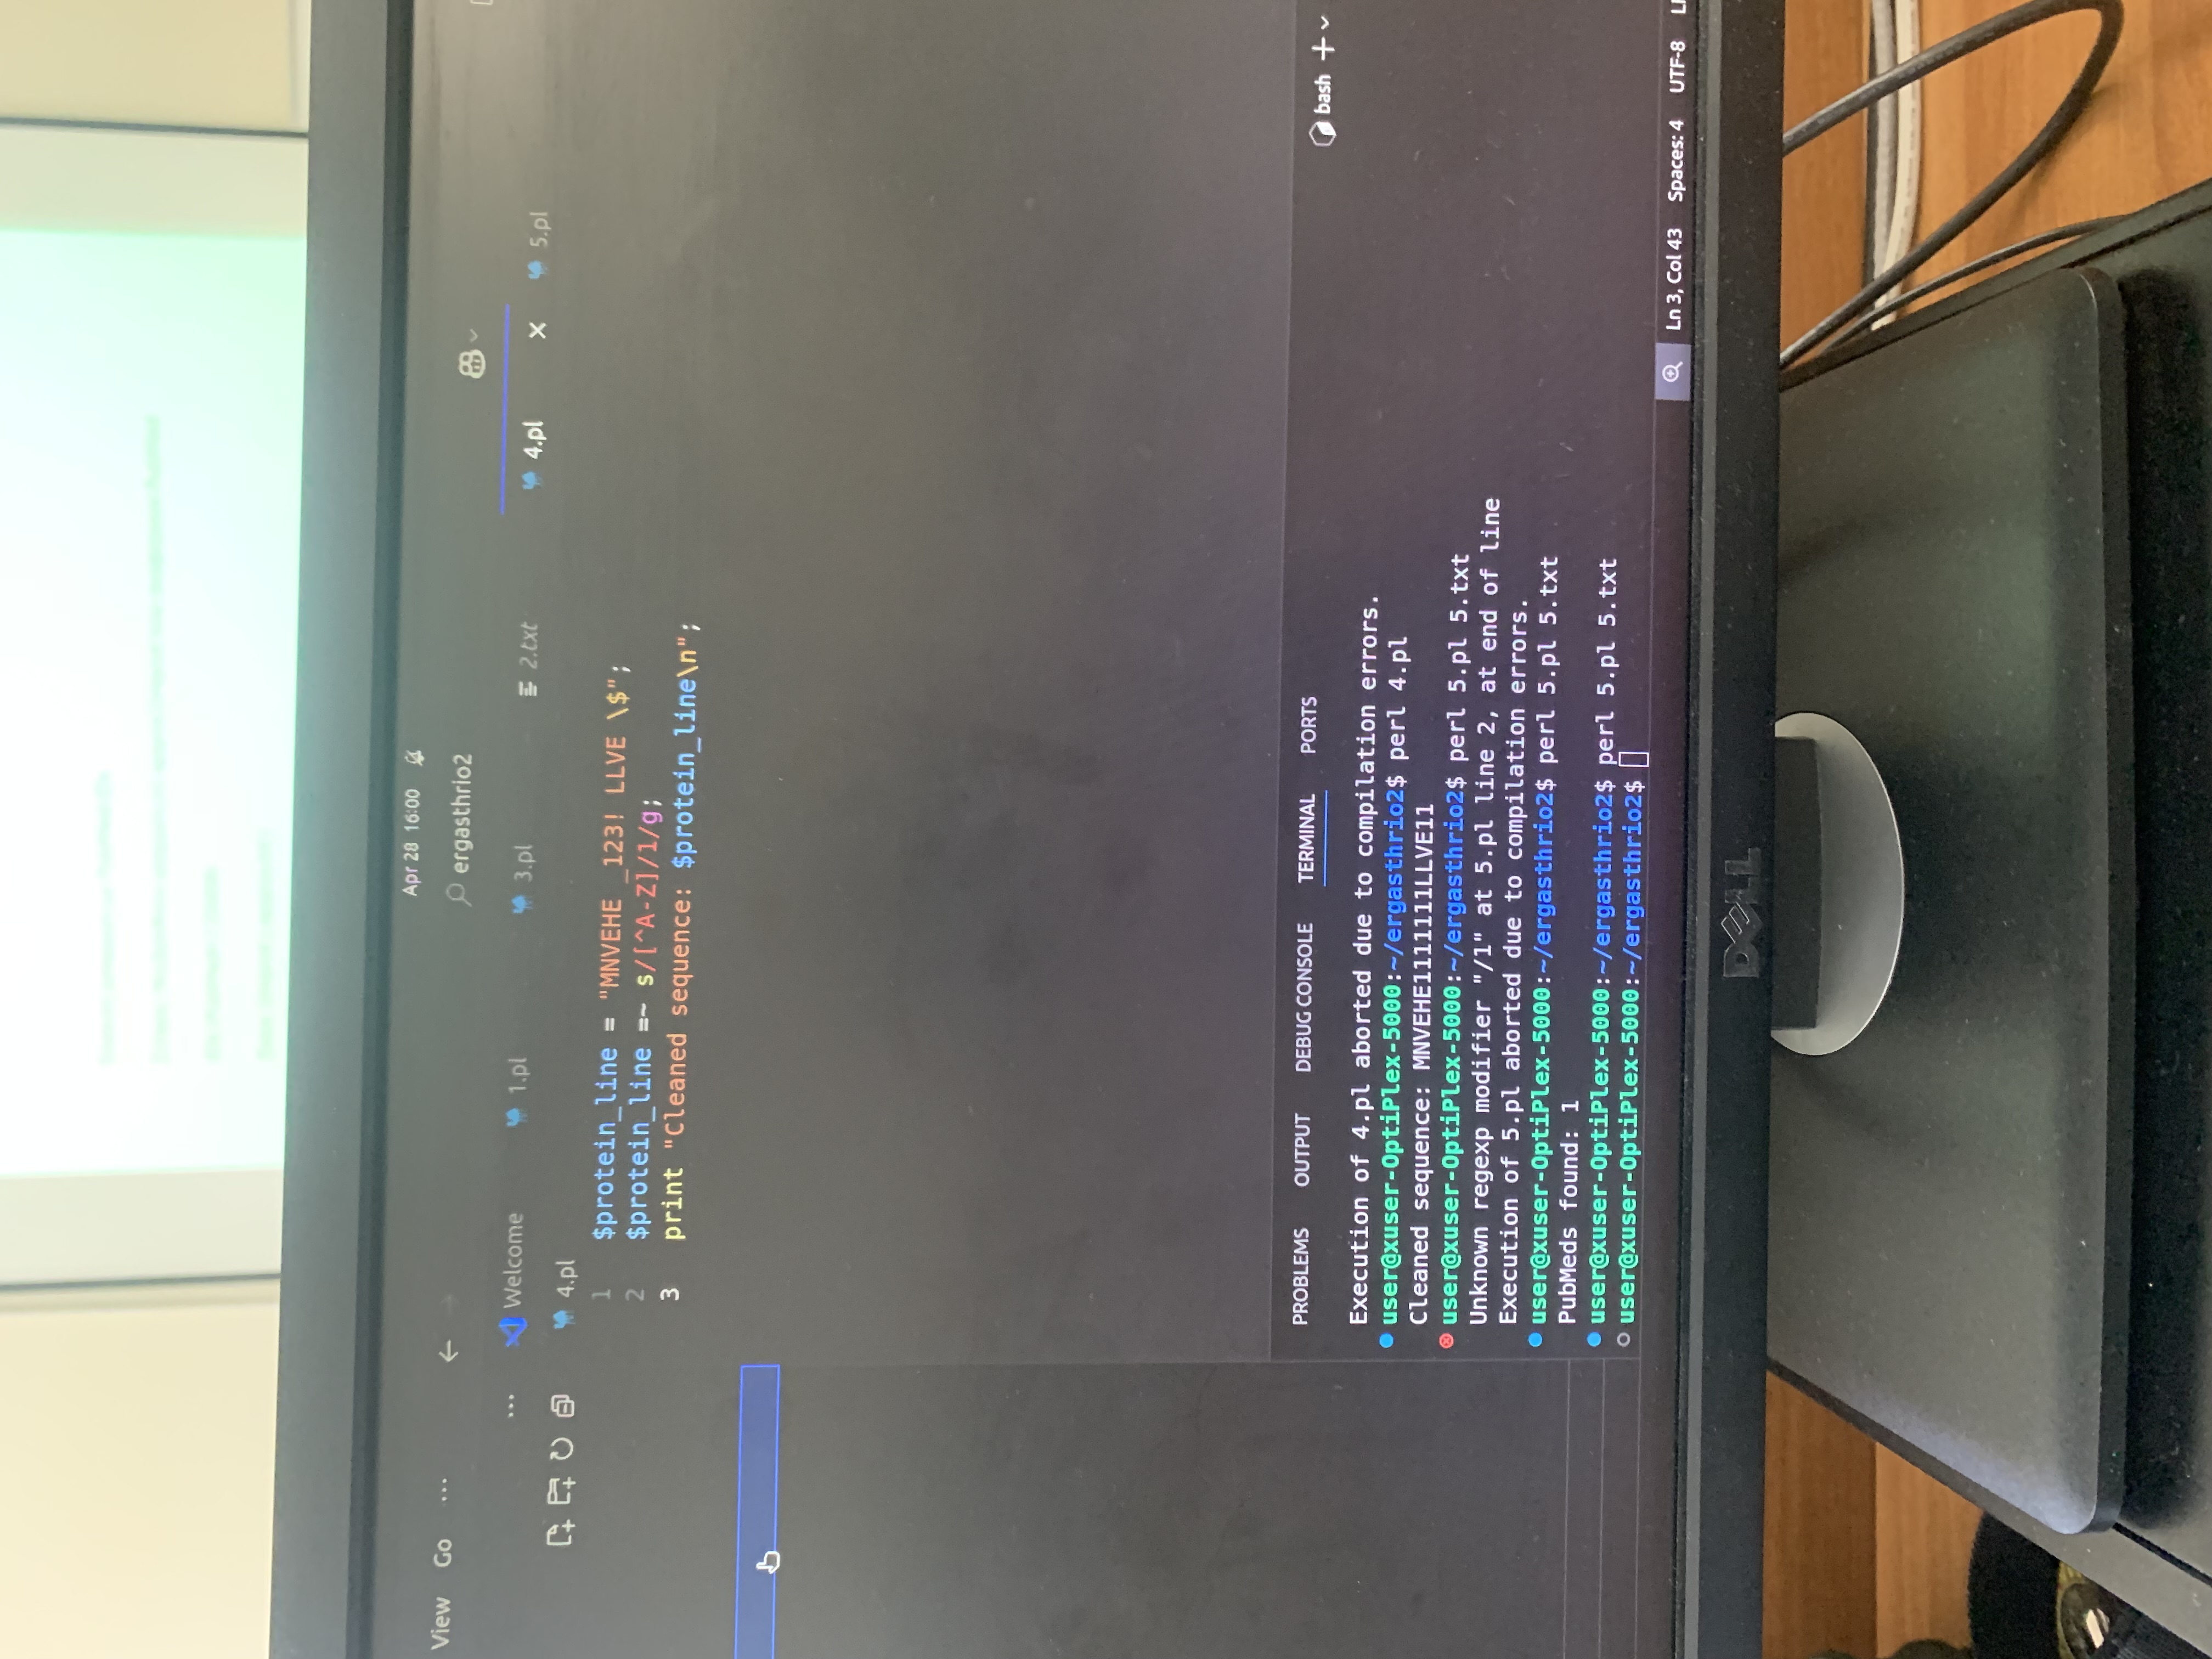 Apr 28 16:00
View Go ...
ergasthrio2
Welcome 1.pl 3.pl 2.txt 4.pl 5.pl
4.pl
1 $protein_line = "MNVEHE _123! LLVE \$";
2 $protein_line =~ s/[^A-Z]/1/g;
3 print "Cleaned sequence: $protein_line\n";
PROBLEMS OUTPUT DEBUG CONSOLE TERMINAL PORTS
bash
Execution of 4.pl aborted due to compilation errors.
user@xuser-OptiPlex-5000:~/ergasthrio2$ perl 4.pl
Cleaned sequence: MNVEHE1111111LLVE11
user@xuser-OptiPlex-5000:~/ergasthrio2$ perl 5.pl 5.txt
Unknown regexp modifier "/1" at 5.pl line 2, at end of line
Execution of 5.pl aborted due to compilation errors.
user@xuser-OptiPlex-5000:~/ergasthrio2$ perl 5.pl 5.txt
PubMeds found: 1
user@xuser-OptiPlex-5000:~/ergasthrio2$ perl 5.pl 5.txt
user@xuser-OptiPlex-5000:~/ergasthrio2$
Ln 3, Col 43 Spaces: 4 UTF-8
DELL